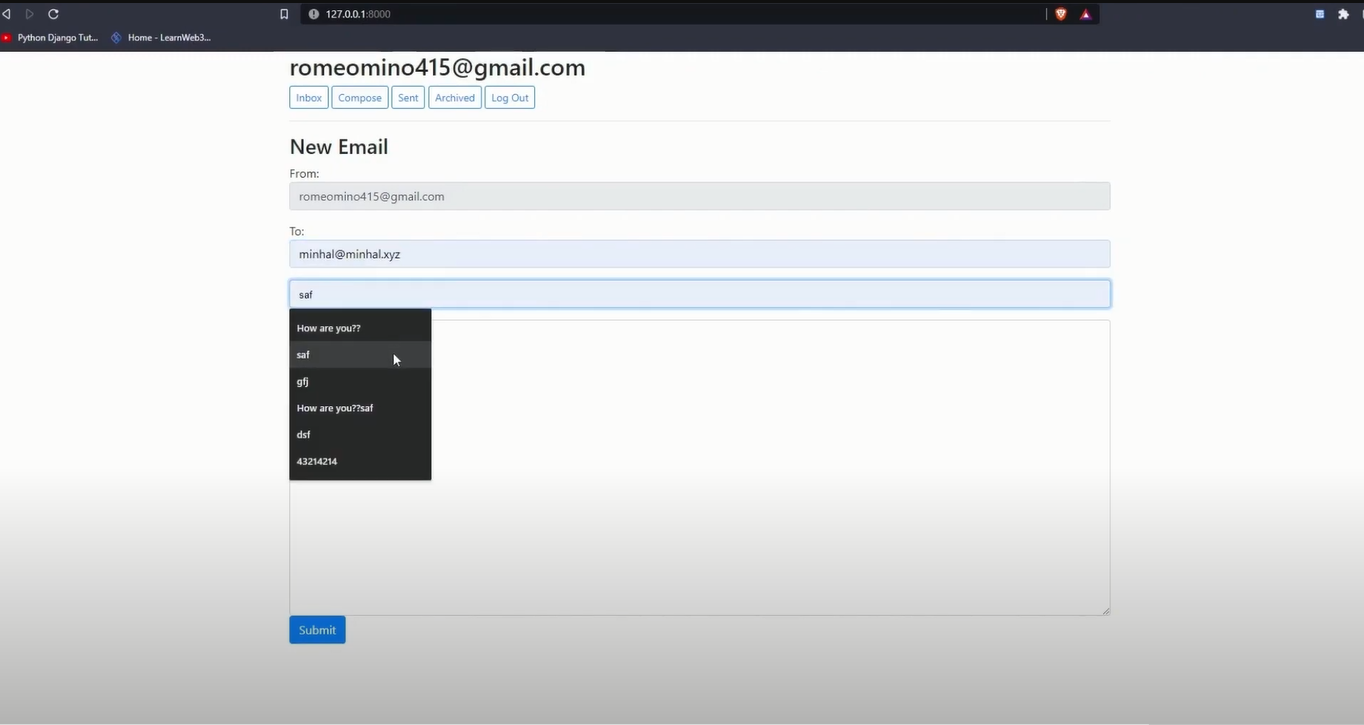 127.0.0.1:8000
Python Django Tut...
Home - LearnWeb3...
romeomino415@gmail.com
Inbox
Compose
Sent
Archived
Log Out
New Email
From:
romeomino415@gmail.com
To:
minhal@minhal.xyz
saf
How are you??
saf
gfj
How are you??saf
dsf
43214214
Submit